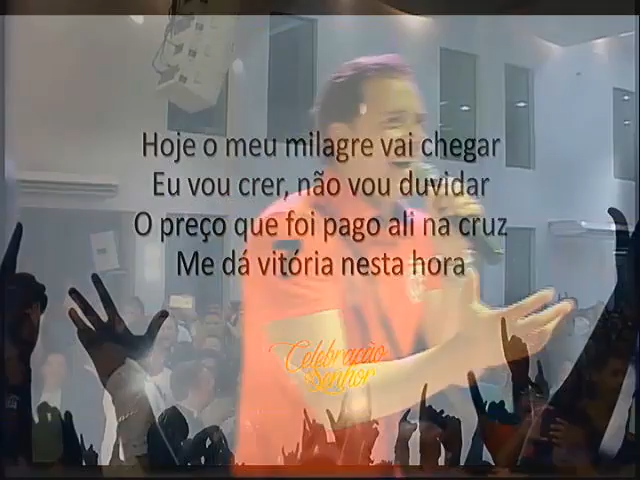 Hoje o meu milagre vai chegar
Eu vou crer, não vou duvidar
O preço que foi pago ali na cruz
Me dá vitória nesta hora
Celebração
Senhor